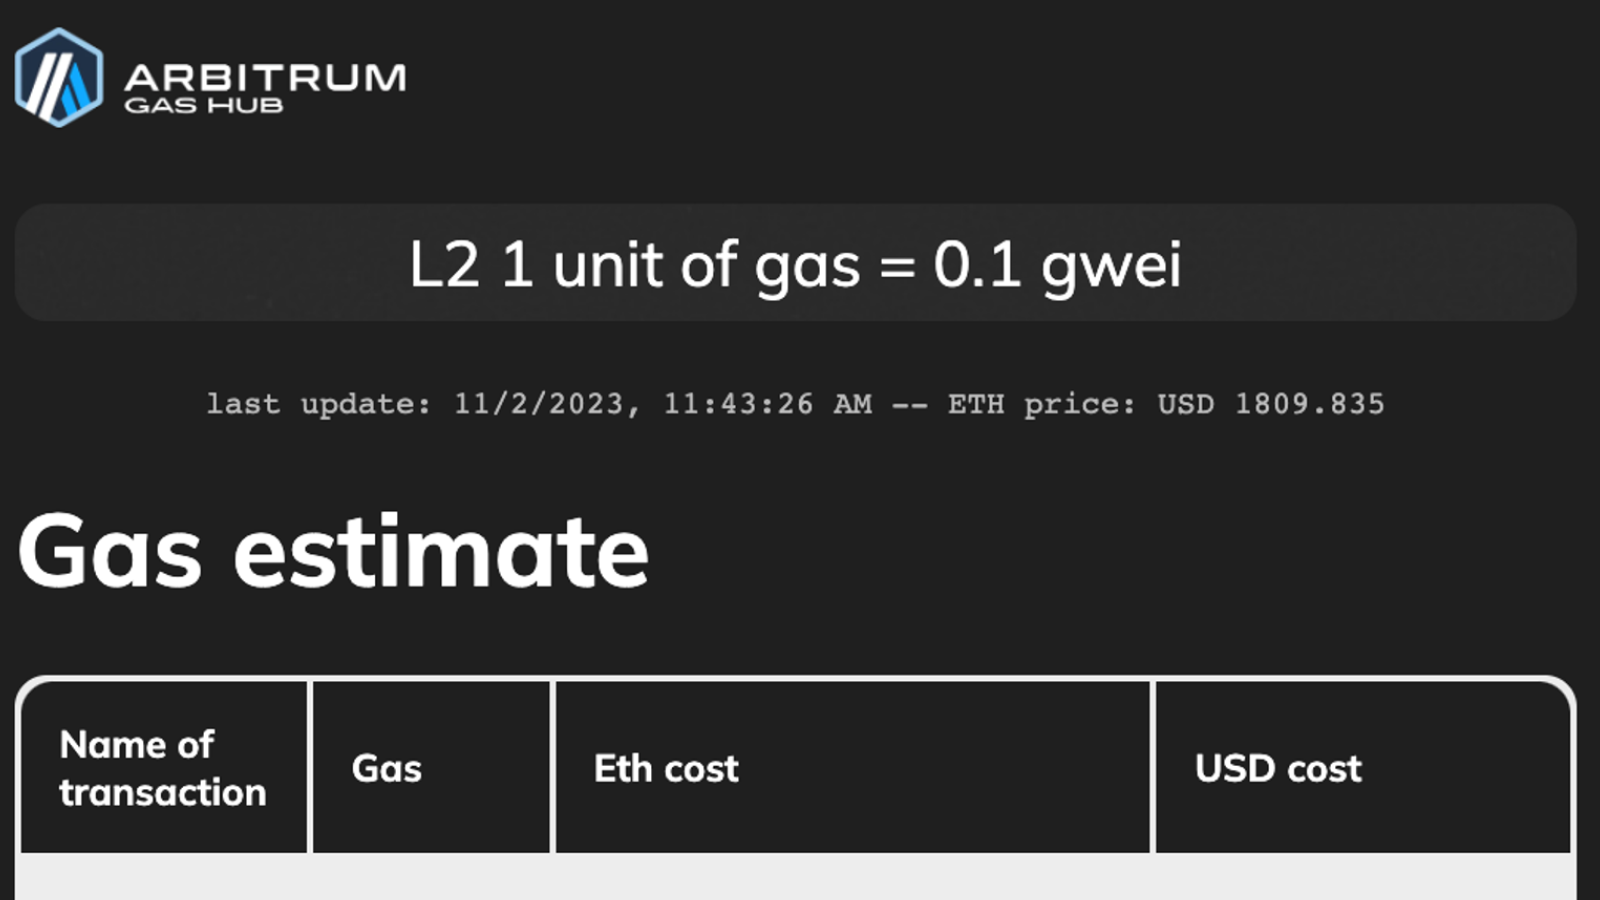 ARBITRUM
GAS HUB
L2 1 unit of gas = 0.1 gwei
last update: 11/2/2023, 11:43:26 AM -- ETH price: USD 1809.835
Gas estimate
Name of
transaction
Gas
Eth cost
USD cost